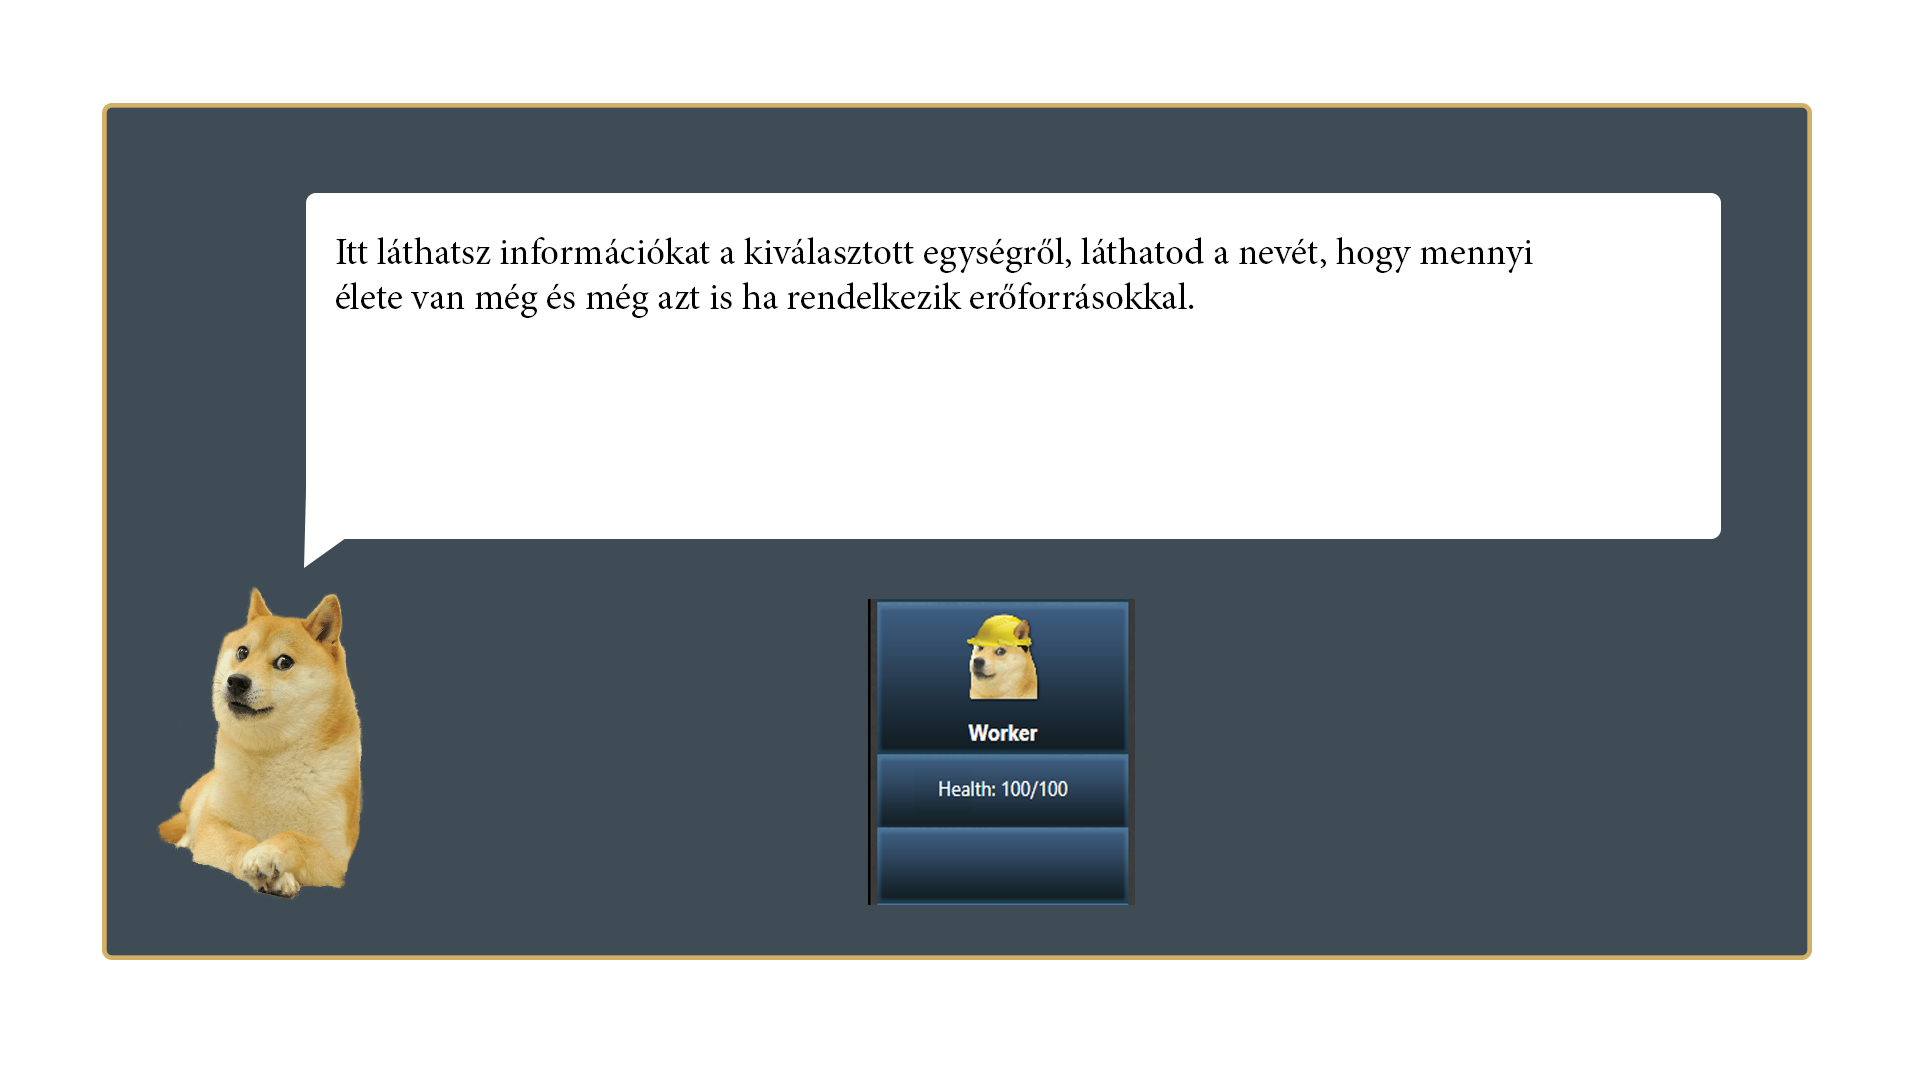 Itt láthatsz információkat a kiválasztott egységről, láthatod a nevét, hogy mennyi
élete van még és még azt is ha rendelkezik erőforrásokkal.
Worker
Health: 100/100